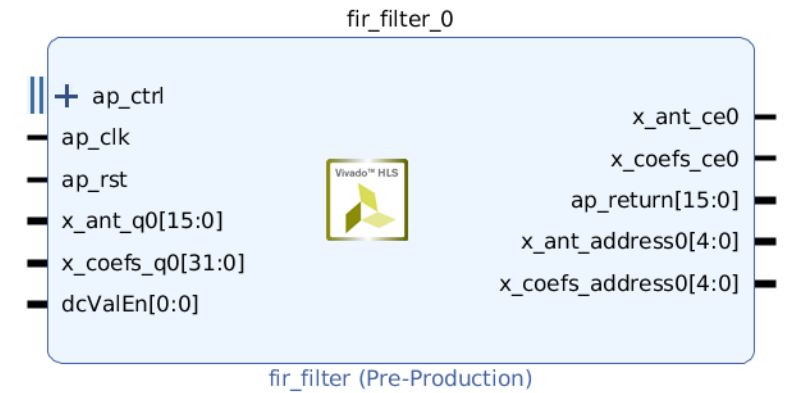 fir_filter_0
ap_ctrl
ap_clk
ap_rst
x_ant_q0[15:0]
x_coefs_q0[31:0]
dcValEn[0:0]
Vivado™ HLS
x_ant_ce0
x_coefs_ce0
ap_return[15:0]
x_ant_address0[4:0]
x_coefs_address0[4:0]
fir_filter (Pre-Production)